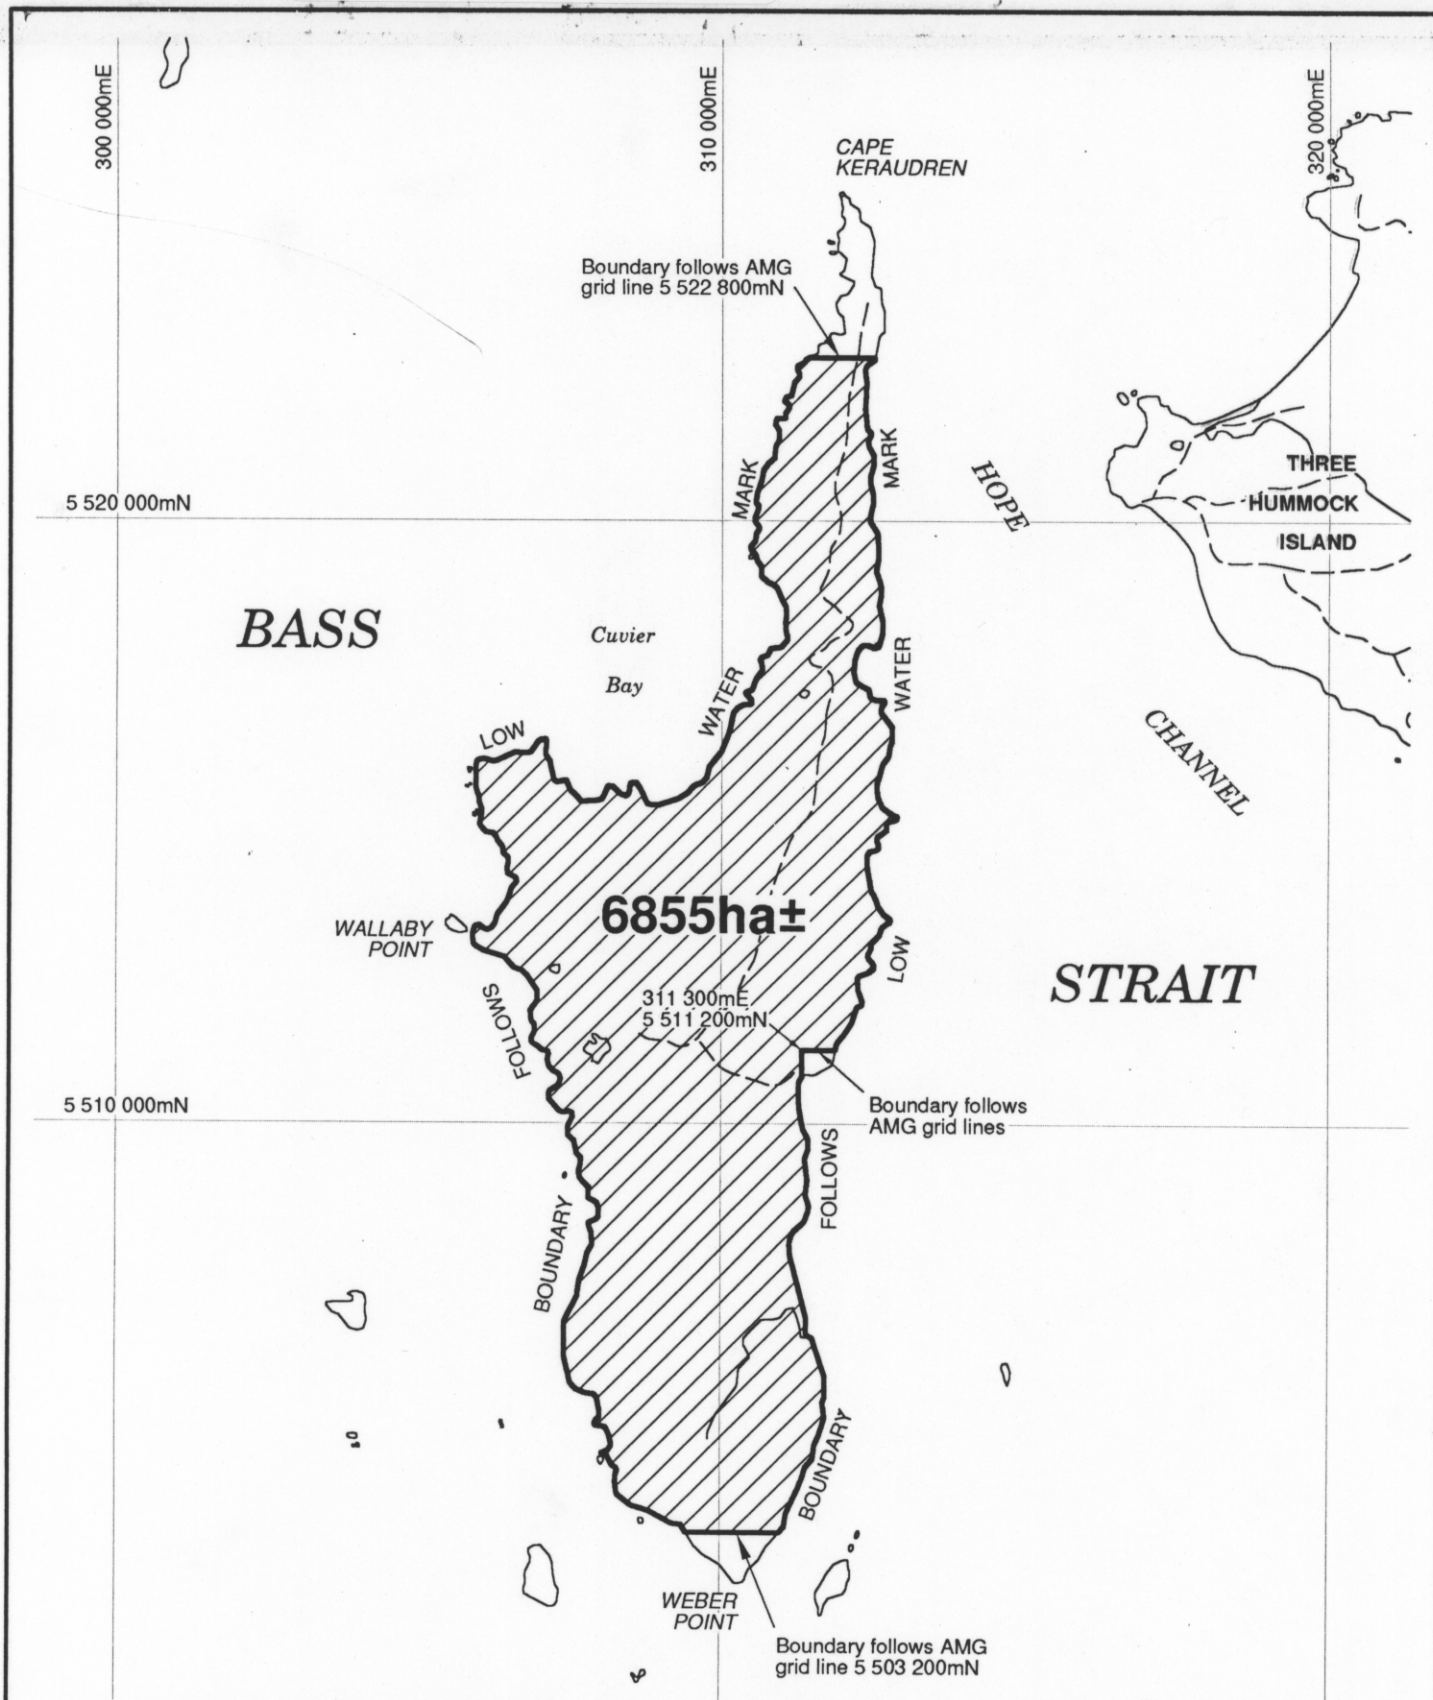 300 000mE
310 000mE
320 000mE
CAPE
KERAUDREN
Boundary follows AMG
grid line 5 522 800mN
MARK
MARK
HOPE
THREE
HUMMOCK
ISLAND
5 520 000mN
BASS
Cuvier
Bay
WATER
WATER
LOW
CHANNEL
6855ha±
WALLABY
POINT
LOW
STRAIT
FOLLOWS
311 300mE
5 511 200mN
5 510 000mN
Boundary follows
AMG grid lines
FOLLOWS
BOUNDARY
BOUNDARY
WEBER
POINT
Boundary follows AMG
grid line 5 503 200mN